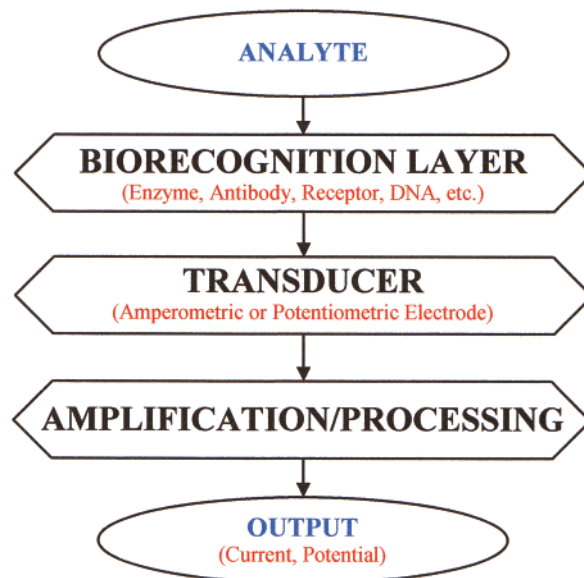 ANALYTE
BIORECOGNITION LAYER
(Enzyme, Antibody, Receptor, DNA, etc.)
TRANSDUCER
(Amperometric or Potentiometric Electrode)
AMPLIFICATION/PROCESSING
OUTPUT
(Current, Potential)